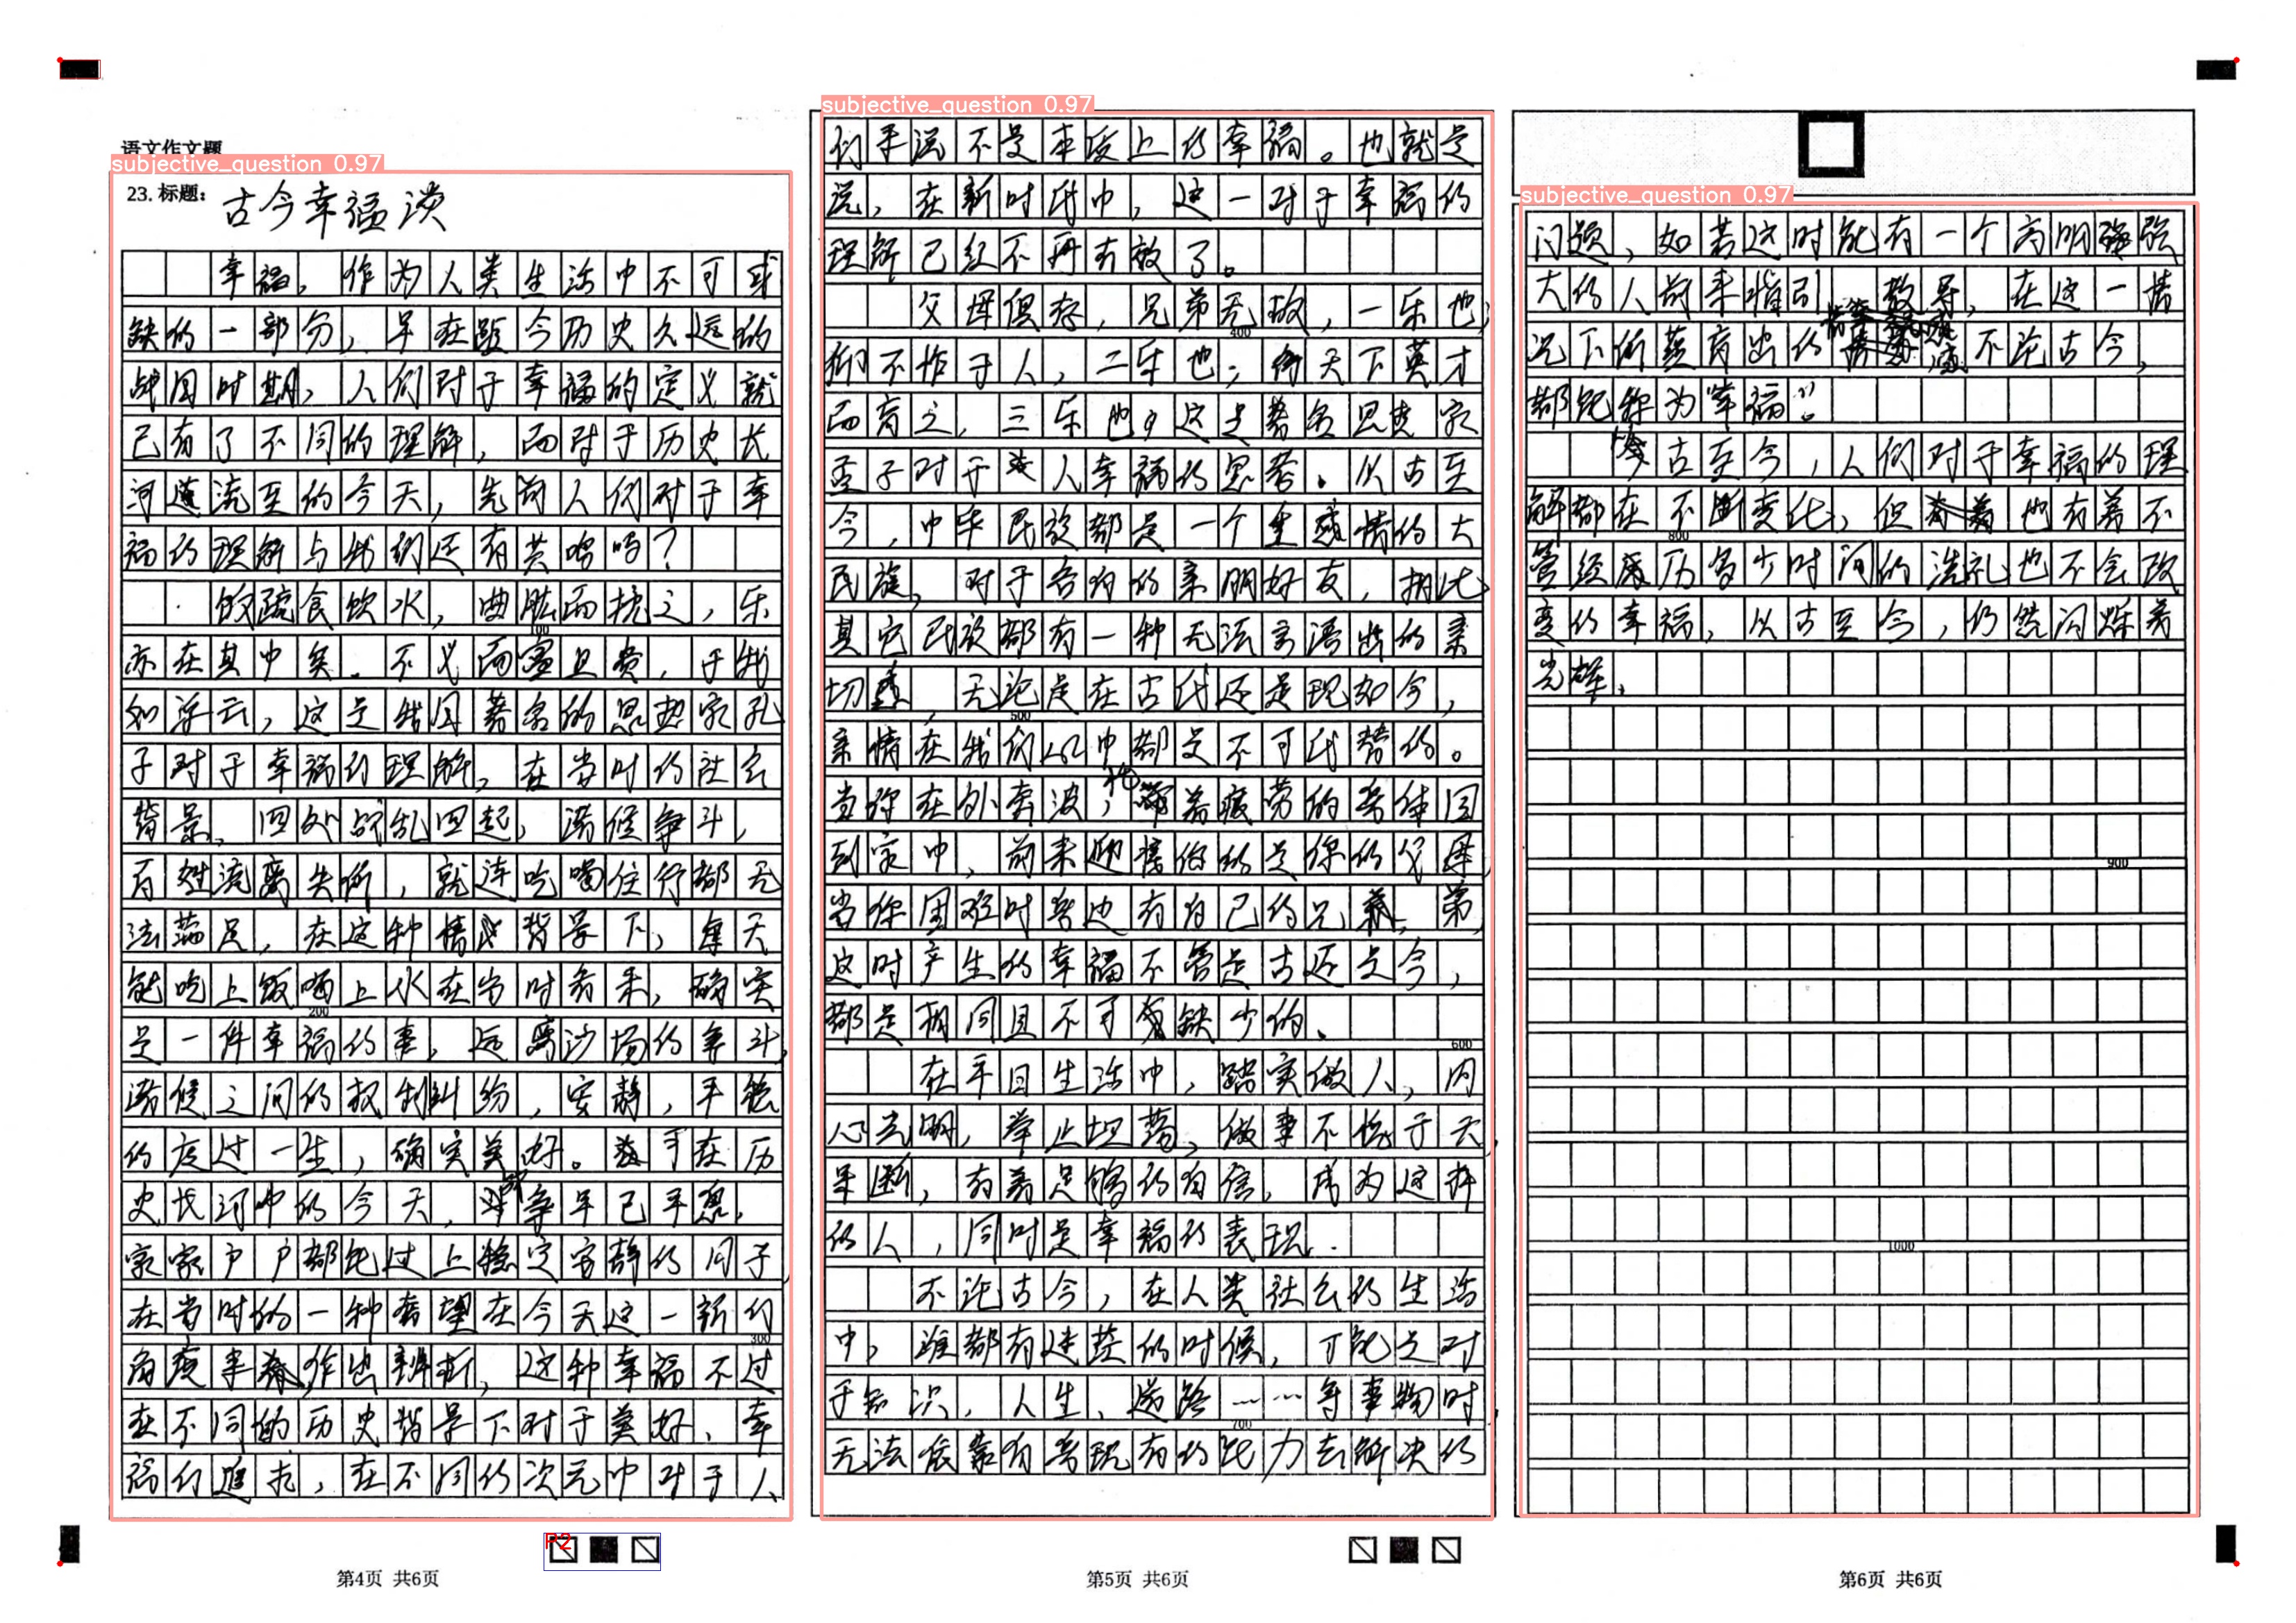 语文作文题
subjective_question 0.97
23. 标题：古今幸福谈
幸福，作为人类生活中不可或
缺的一部分，早在距今历史久远的
战国时期，人们对于幸福的定义就
已有了不同的理解，而对于历史长
河流至的今天，先前人们对于幸
福的理解与我们还有共鸣吗？
饮疏食饮水，曲肱而枕之，乐
亦在其中矣。不义而富且贵，于我
如浮云，这是我国著名的思想家孔
子对于幸福的理解，在当时的社会
背景，四处战乱四起，诸侯争斗，
百姓流离失所，就连吃喝住行都无
法满足，在这种背景下，每天
能吃上饭喝上水在当时看来，确实
是一件幸福的事，远离沙场的争斗，
诸侯之间的权利纠纷，安静，平稳
的度过一生，确实美好。于在历
史长河中的今天，战争早已平息，
家家户户都能过上稳定安静的日子，
在当时的一种奢望在今天这一新的
角度来作出辨析，这种幸福不过
在不同的历史背景下对于美好、幸
福的追求，在不同的次元中对于人
100
200
300
第4页 共6页
subjective_question 0.97
们来说不是本质上的幸福。也就是
说，在新时代中，这一对于幸福的
理解已经不再有效了。
父母俱存，兄弟无故，一乐也；
仰不怍于人，二乐也；得天下英才
而育之，三乐也，这是著名思想家
孟子对于人幸福的思考。从古至
今，中华民族都是一个重感情的大
民族，对于各自的亲朋好友，相比
其它民族都有一种无法言语出的亲
切感，无论是在古代还是现如今，
亲情在我们心中都是不可代替的。
当你在外奔波，拖着疲劳的身体回
到家中，前来迎接你的是你的父母，
当你困难时身边有自己的兄弟，
这时产生的幸福不管是古还是今，
都是相同且不可缺少的。
在平日生活中，踏实做人，内
心光明，举止坦荡，做事不愧于天，
果断，有着足够的自信，成为这样
的人，同时是幸福的表现。
不论古今，在人类社会的生活
中，谁都有迷茫的时候，可能是对
于知识，人生、道路……等事物时，
无法依靠自身现有的能力去解决的
400
500
600
700
第5页 共6页
subjective_question 0.97
问题，如若这时能有一个高明强
大的人前来指引、教导，在这一情
况下所蕴育出的不论古今，
都能称为“幸福”。
古至今，人们对于幸福的理
解都在不断变化，但也有着不
管经历多少时间的洗礼也不会改
变的幸福，从古至今，仍然闪烁着
光辉。
800
900
1000
第6页 共6页